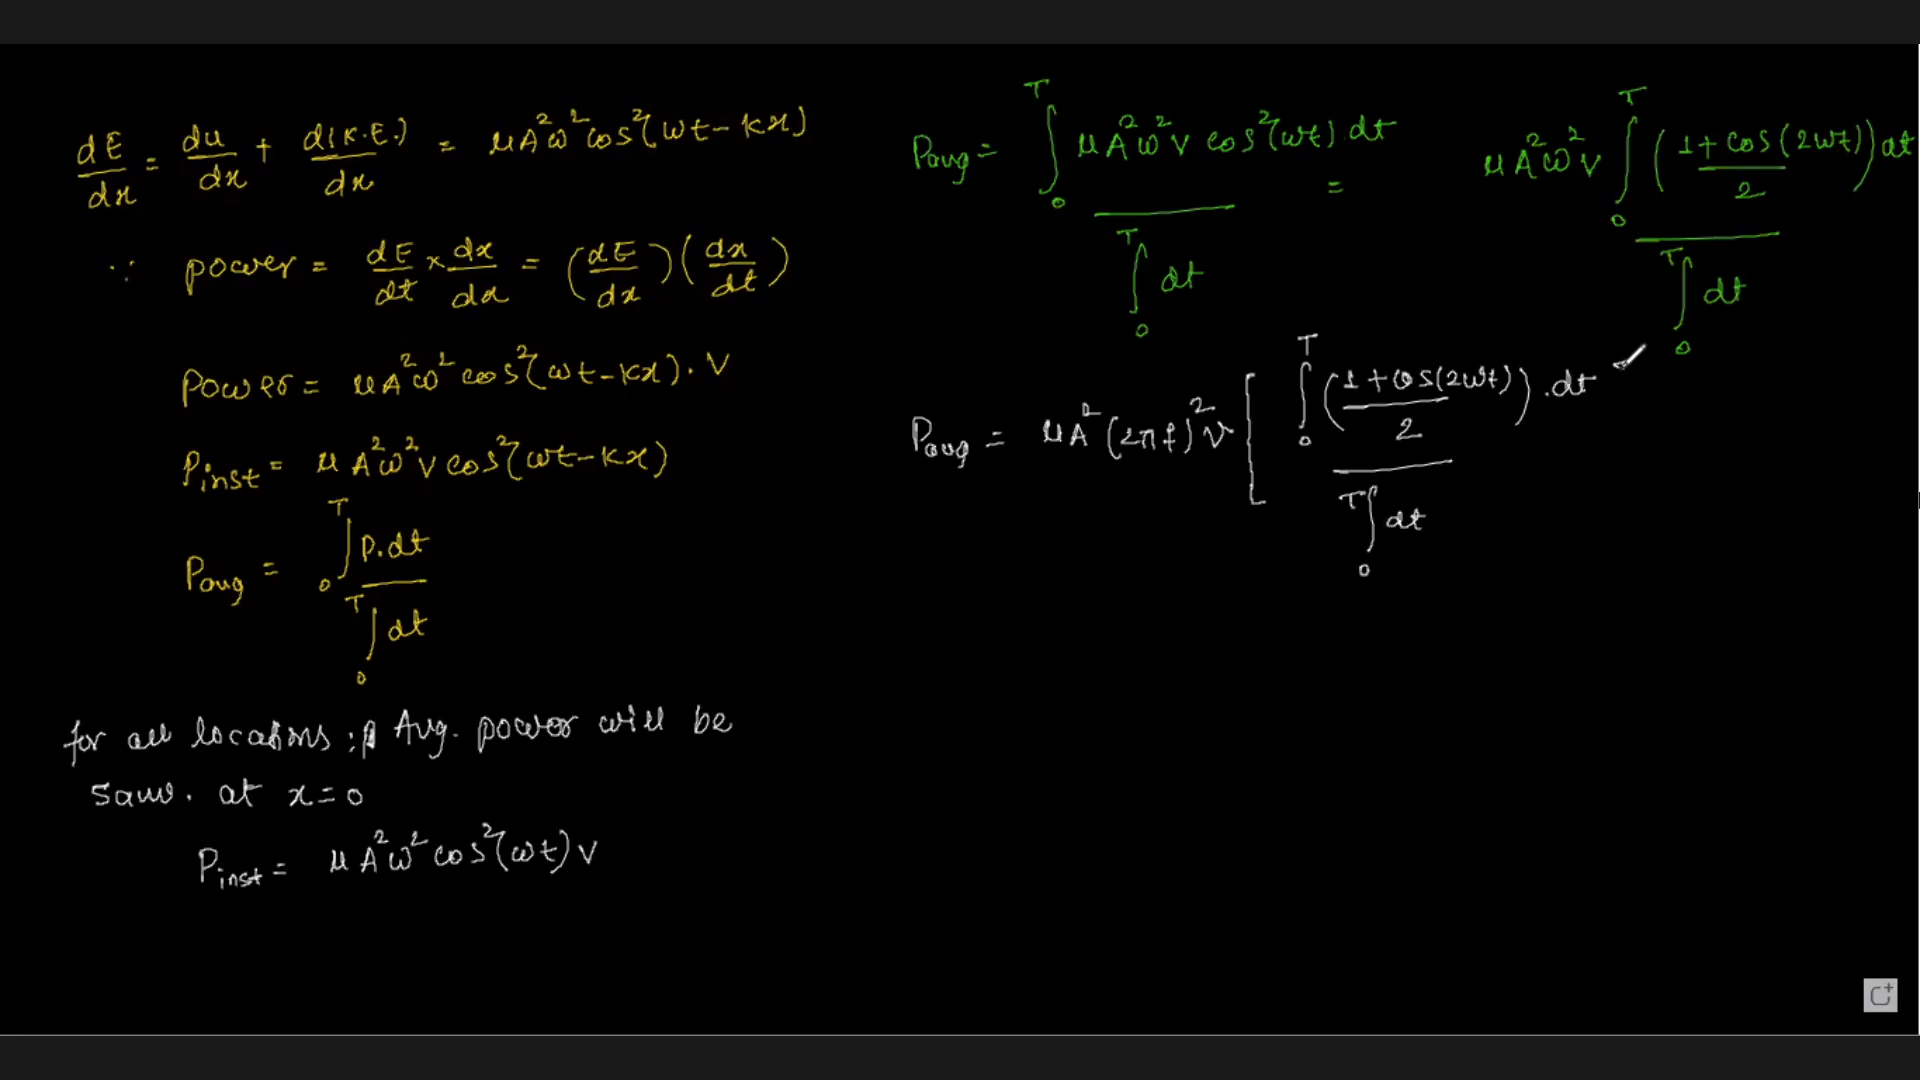 dE/dx = du/dx + d(K.E.)/dx = μA²ω²cos²(ωt-kx)
∵ power = dE/dt × dx/dx = (dE/dx)(dx/dt)
Power = μA²ω²cos²(ωt-kx).V
Pinst = μA²ω²v cos²(ωt-kx)
Pavg = ∫₀ᵀ P.dt / ∫₀ᵀ dt
for all locations; Avg. power will be
same. at x=0
Pinst = μA²ω²cos²(ωt)v
Pavg = ∫₀ᵀ μA²ω²v cos²(ωt) dt / ∫₀ᵀ dt = μA²ω²v ∫₀ᵀ (1+cos(2ωt)/2) dt / ∫₀ᵀ dt
Pavg = μA²(2πf)²v [ ∫₀ᵀ (1+cos(2ωt)/2).dt / ∫₀ᵀ dt